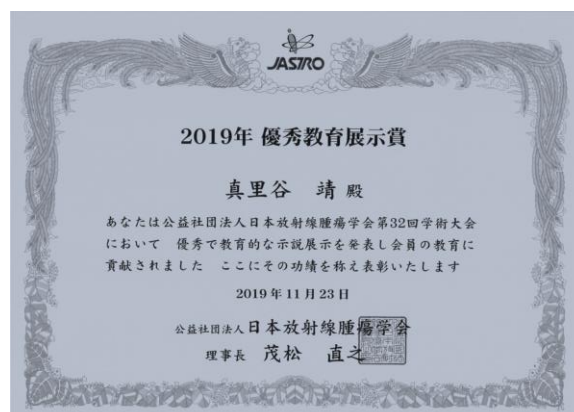 JASTRO
2019年 優秀教育展示賞
真里谷 靖 殿
あなたは公益社団法人日本放射線腫瘍学会第32回学術大会
において 優秀で教育的な示説展示を発表し会員の教育に
貢献されました ここにその功績を称え表彰いたします
2019年11月23日
公益社団法人日本放射線腫瘍学会
理事長 茂松 直之